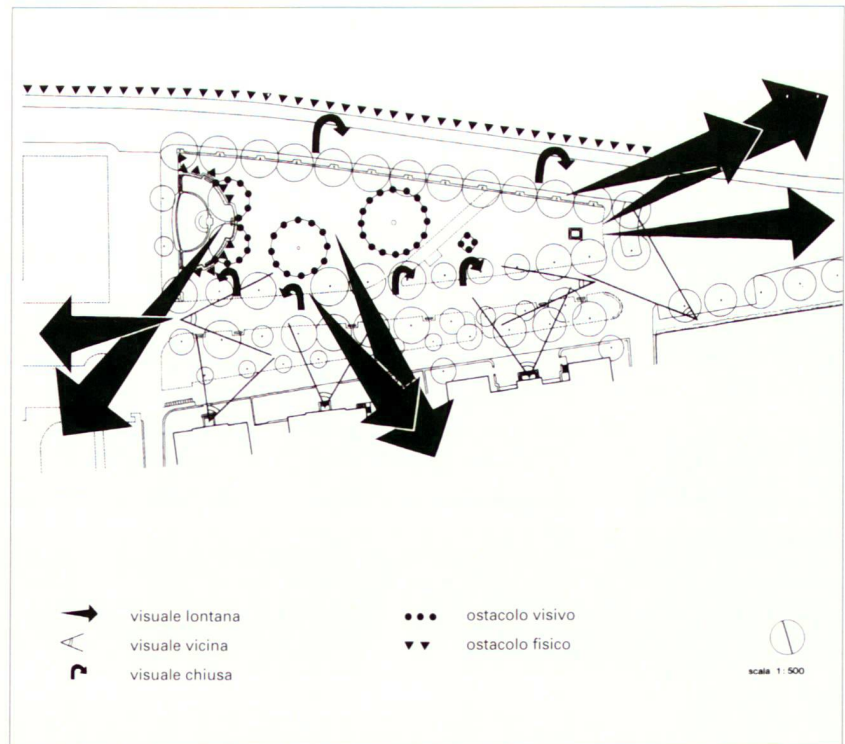 visuale lontana
visuale vicina
visuale chiusa
ostacolo visivo
ostacolo fisico
scala 1:500